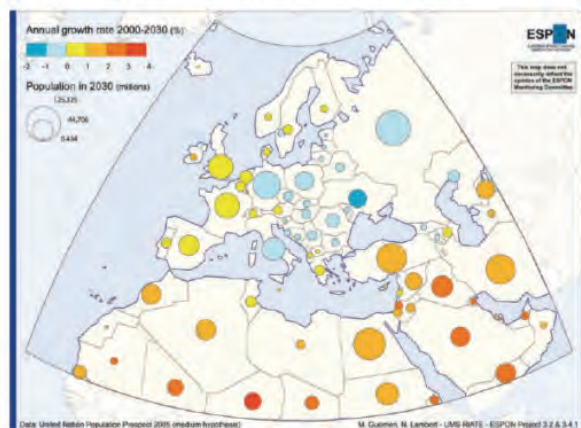 Annual growth rate 2000-2030 (%)
-2 -1 0 1 2 3 4
Population in 2030 (millions)
125,325
44,706
0,434
ESPON
This map does not
necessarily reflect the
opinion of the ESPON
Monitoring Committee
Data: United Nation Population Prospect 2005 (medium hypothesis)
M. Guerrien, N. Lambert - UMS RIATE - ESPON Project 3.2 & 3.4.1